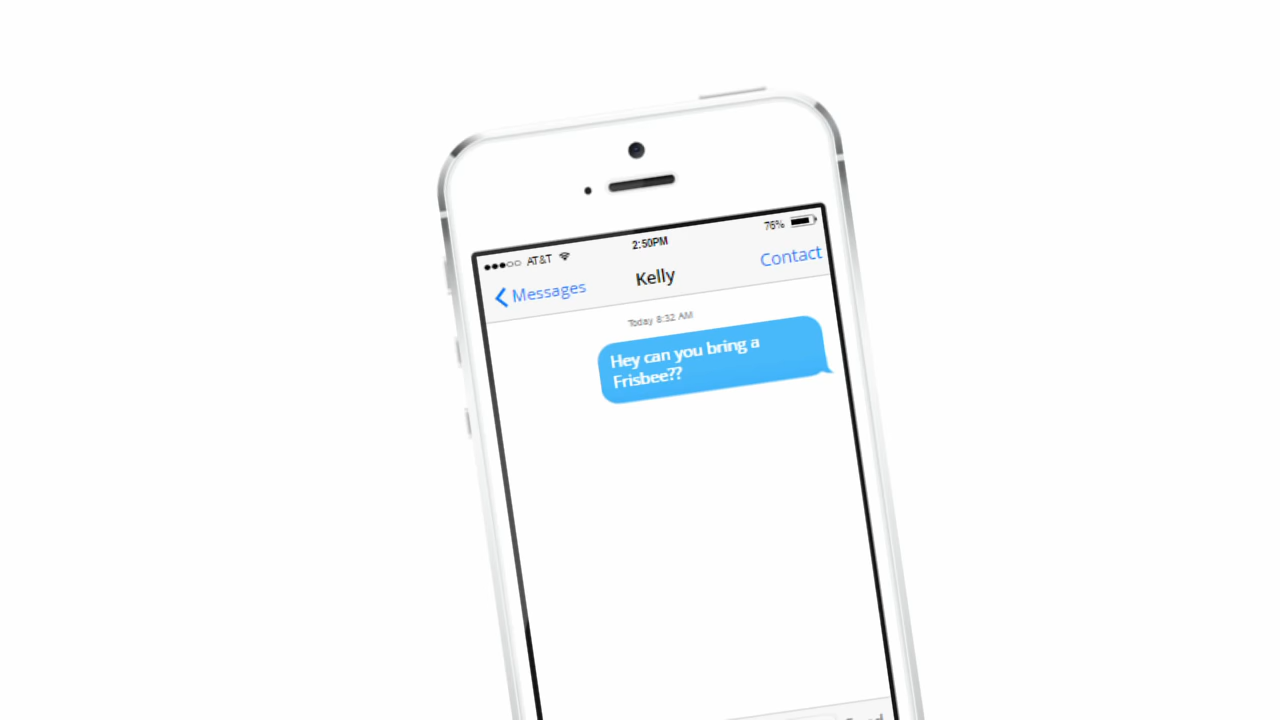 AT&T 2:50PM 76%
Messages Kelly Contact
Today 8:32 AM
Hey can you bring a
Frisbee??